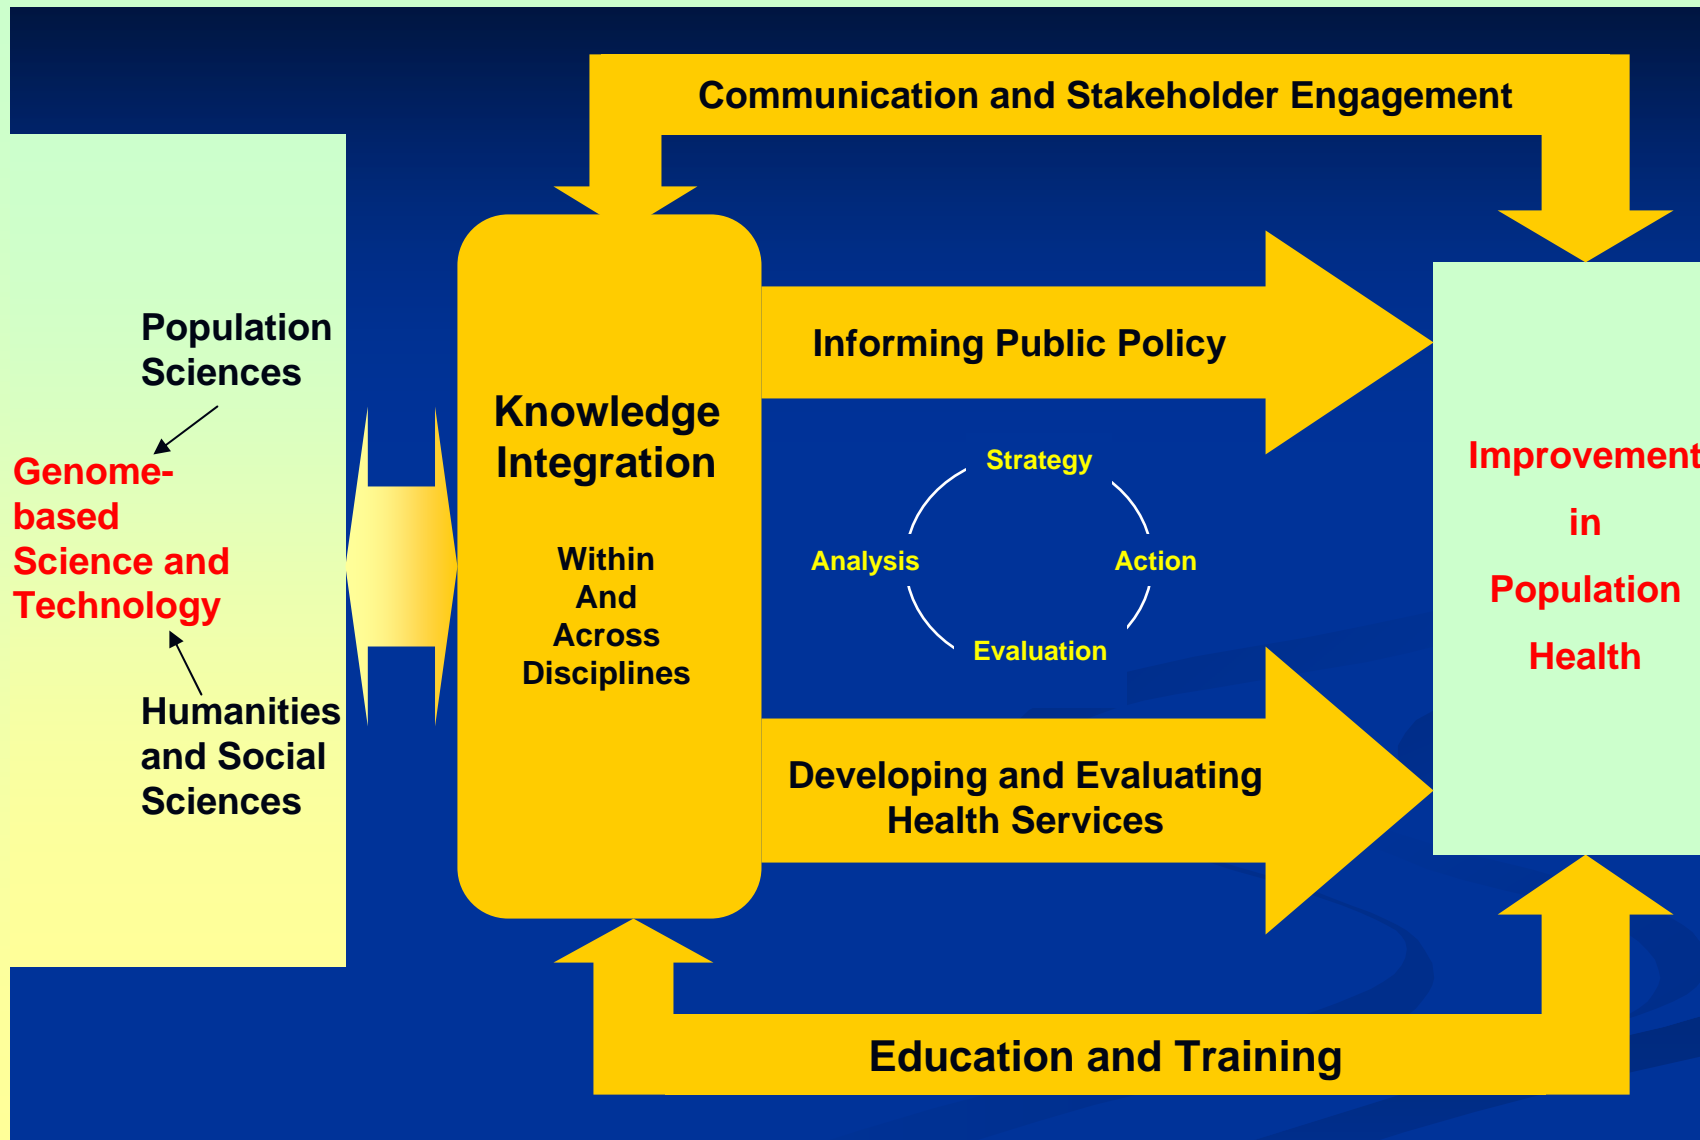 Communication and Stakeholder Engagement
Population
Sciences
Genome-
based
Science and
Technology
Humanities
and Social
Sciences
Knowledge
Integration
Within
And
Across
Disciplines
Informing Public Policy
Strategy
Analysis
Action
Evaluation
Developing and Evaluating
Health Services
Improvement
in
Population
Health
Education and Training